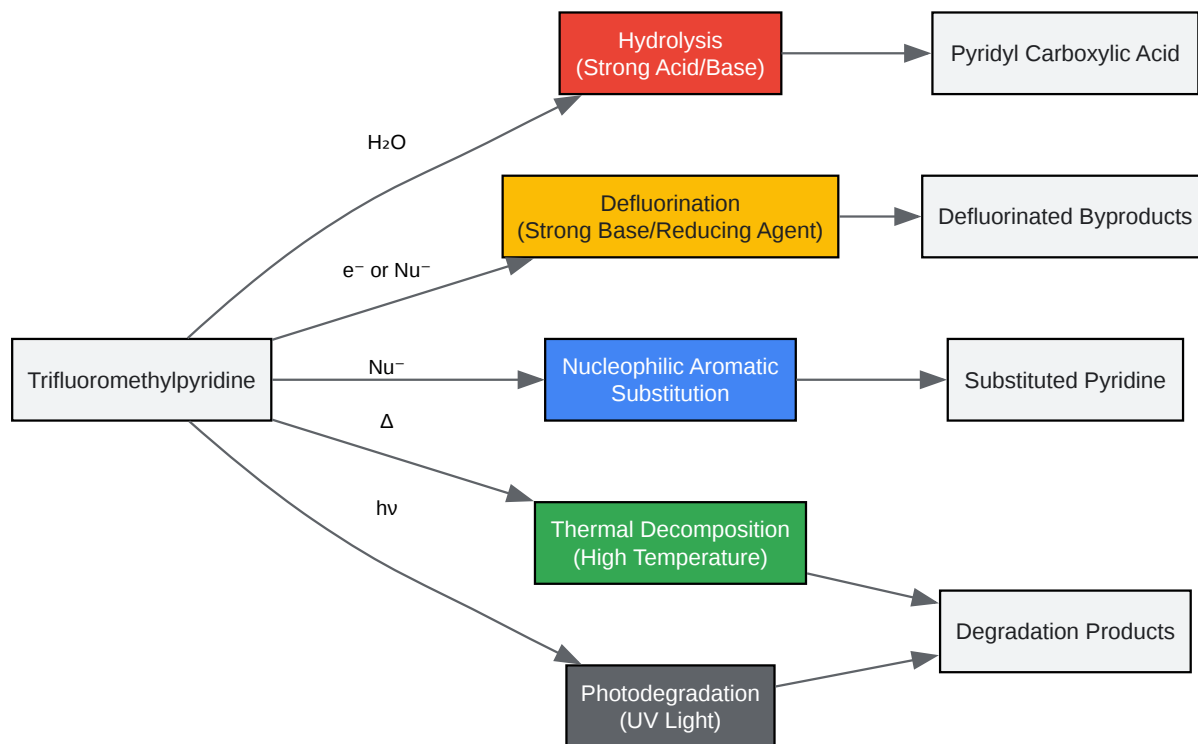 Hydrolysis
(Strong Acid/Base)
Pyridyl Carboxylic Acid
H₂O
Defluorination
(Strong Base/Reducing Agent)
Defluorinated Byproducts
e⁻ or Nu⁻
Trifluoromethylpyridine
Nu⁻
Nucleophilic Aromatic
Substitution
Substituted Pyridine
Δ
hν
Thermal Decomposition
(High Temperature)
Degradation Products
Photodegradation
(UV Light)